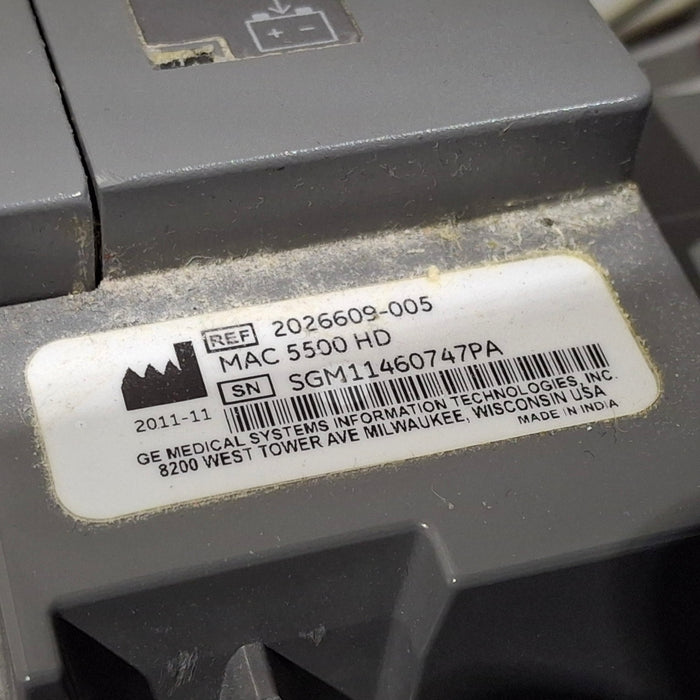 REF 2026609-005
MAC 5500 HD
SN SGM11460747PA
2011-11
GE MEDICAL SYSTEMS INFORMATION TECHNOLOGIES, INC.
8200 WEST TOWER AVE MILWAUKEE, WISCONSIN USA
MADE IN INDIA